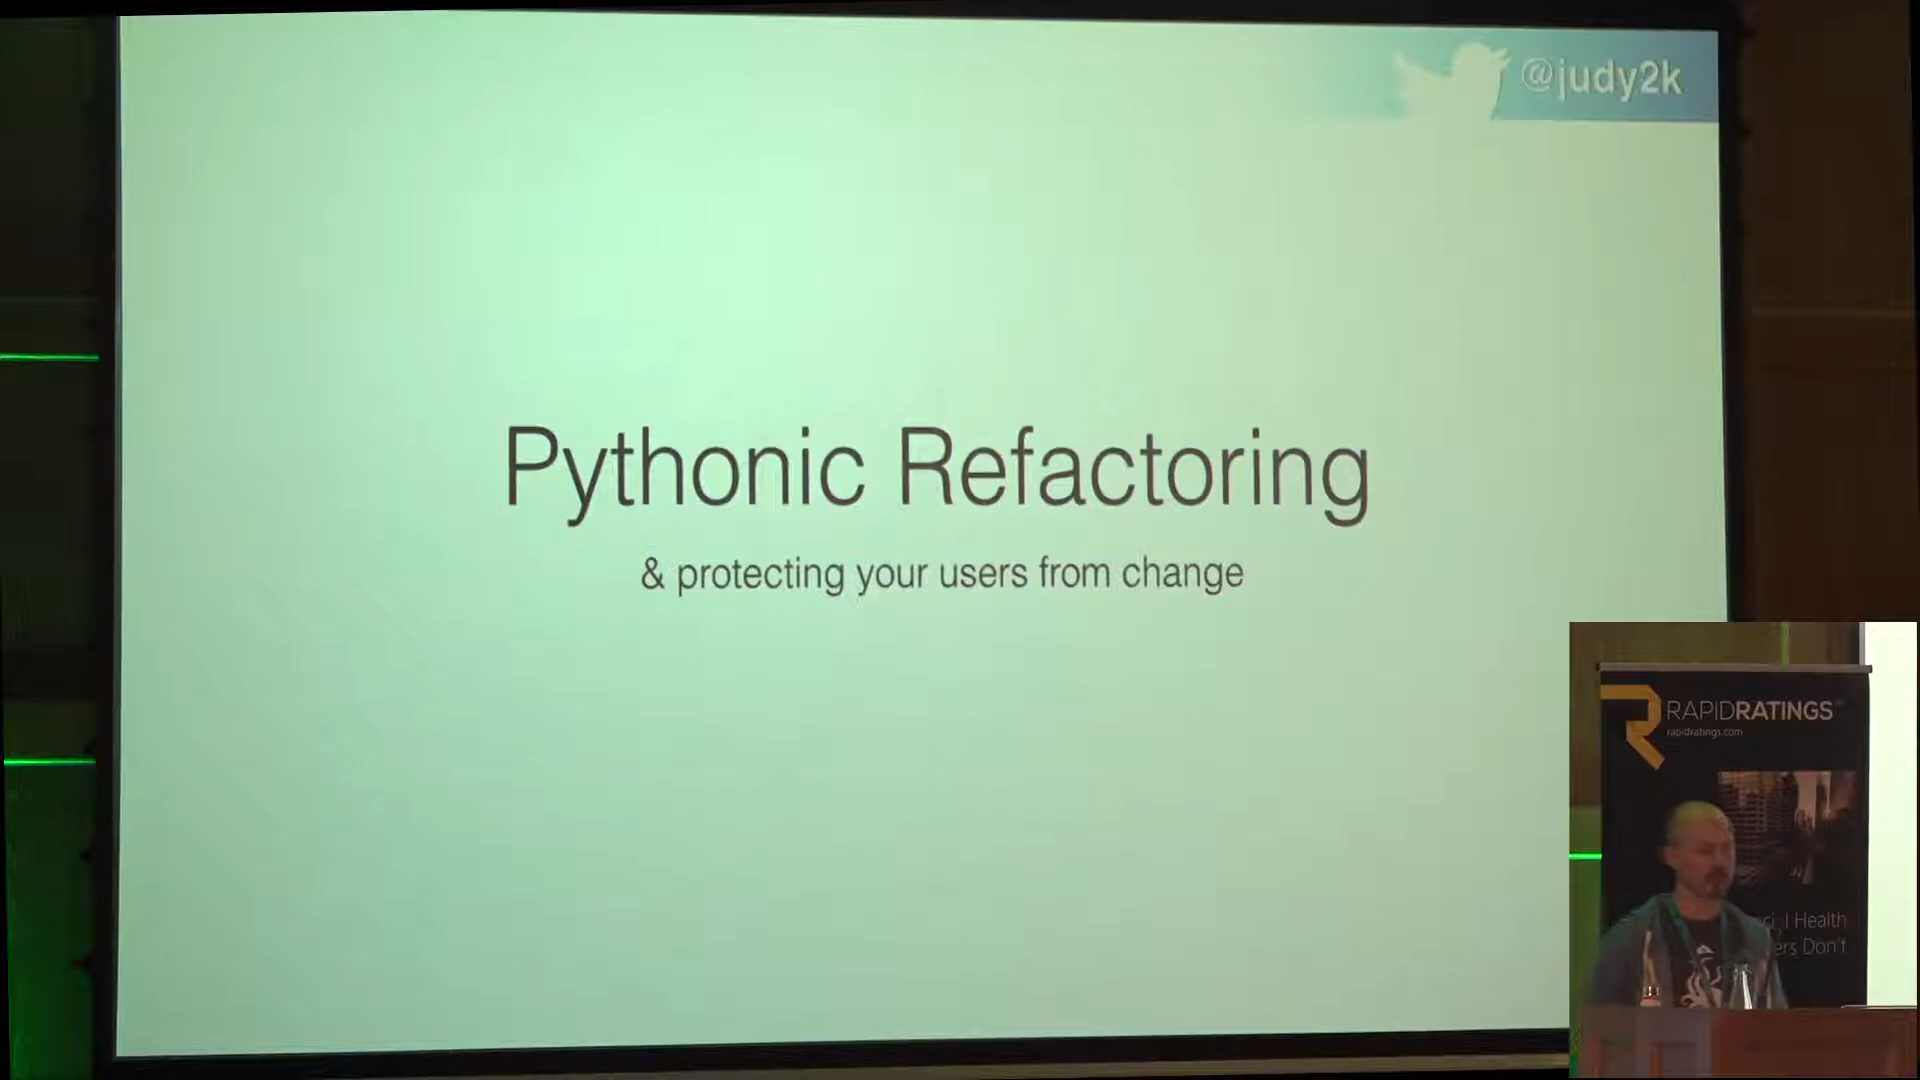 @judy2k
Pythonic Refactoring
& protecting your users from change
RAPIDRATINGS
rapidratings.com
Health
Don't